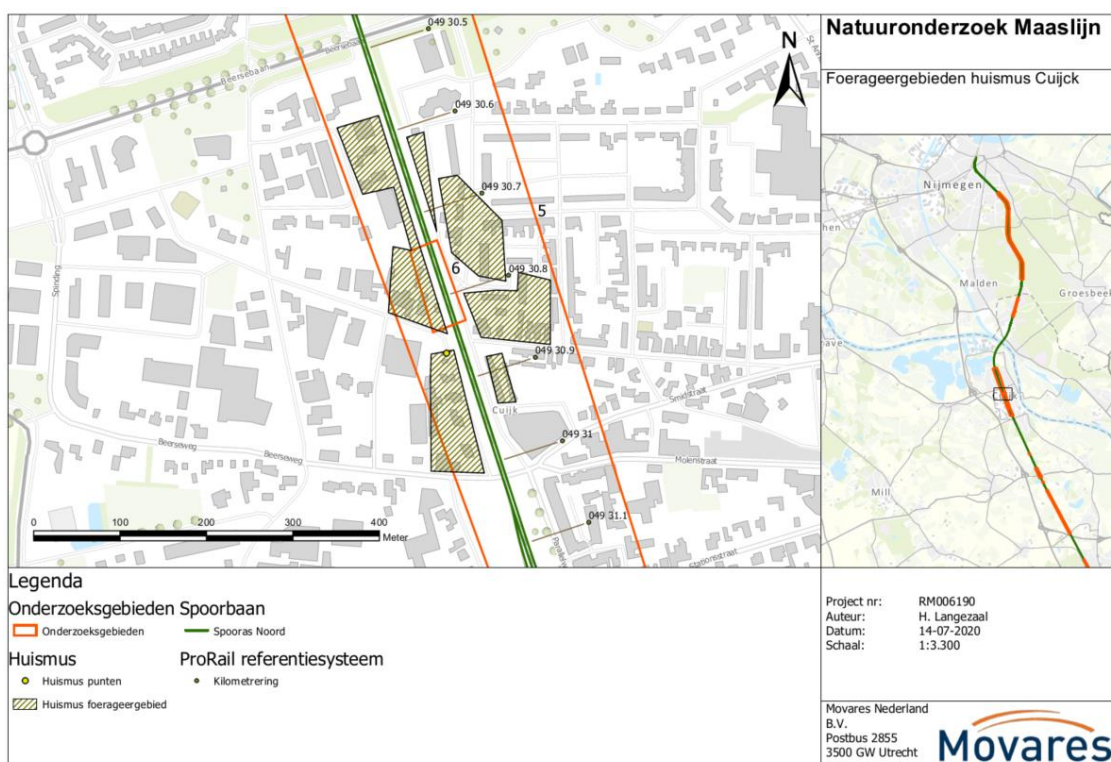 Natuuronderzoek Maaslijn
Foerageergebieden huismus Cuijck
Beersebaan
Beersebaan
049 30.5
N
049 30.6
049 30.7
5
6
049 30.8
049 30.9
Spinding
Smidstraat
Cuijk
049 31
Beerseweg
Beerseweg
Molenstraat
049 31.1
Stationsstraat
0 100 200 300 400
Meter
Nijmegen
Malden
Groesbeek
Mill
Legenda
Onderzoeksgebieden Spoorbaan
Onderzoeksgebieden
Spooras Noord
Huismus
ProRail referentiesysteem
Huismus punten
Kilometrering
Huismus foerageergebied
Project nr: RM006190
Auteur: H. Langezaal
Datum: 14-07-2020
Schaal: 1:3.300
Movares Nederland
B.V.
Postbus 2855
3500 GW Utrecht
Movares